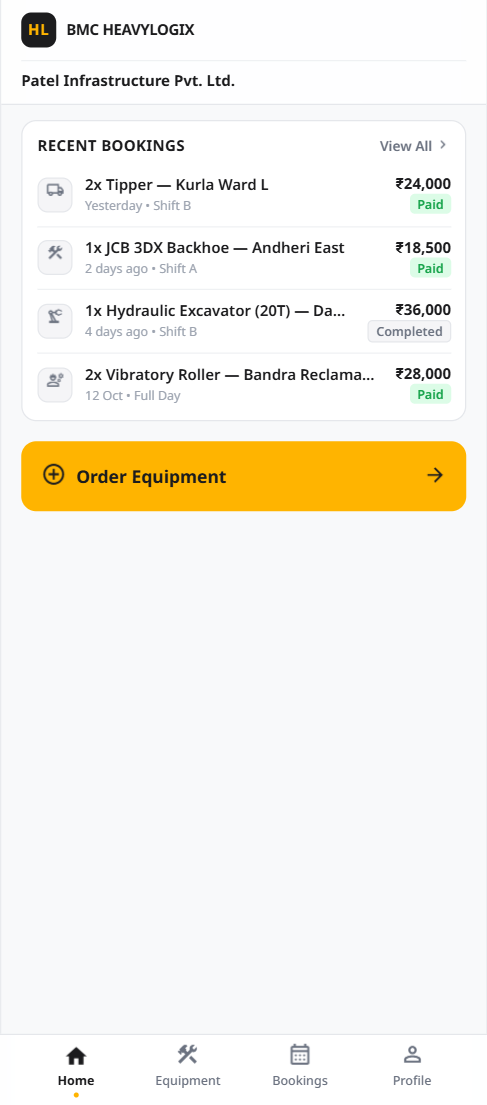 HL BMC HEAVYLOGIX
Patel Infrastructure Pvt. Ltd.
RECENT BOOKINGS View All
2x Tipper — Kurla Ward L ₹24,000
Yesterday • Shift B Paid
1x JCB 3DX Backhoe — Andheri East ₹18,500
2 days ago • Shift A Paid
1x Hydraulic Excavator (20T) — Da... ₹36,000
4 days ago • Shift B Completed
2x Vibratory Roller — Bandra Reclama... ₹28,000
12 Oct • Full Day Paid
Order Equipment
Home Equipment Bookings Profile